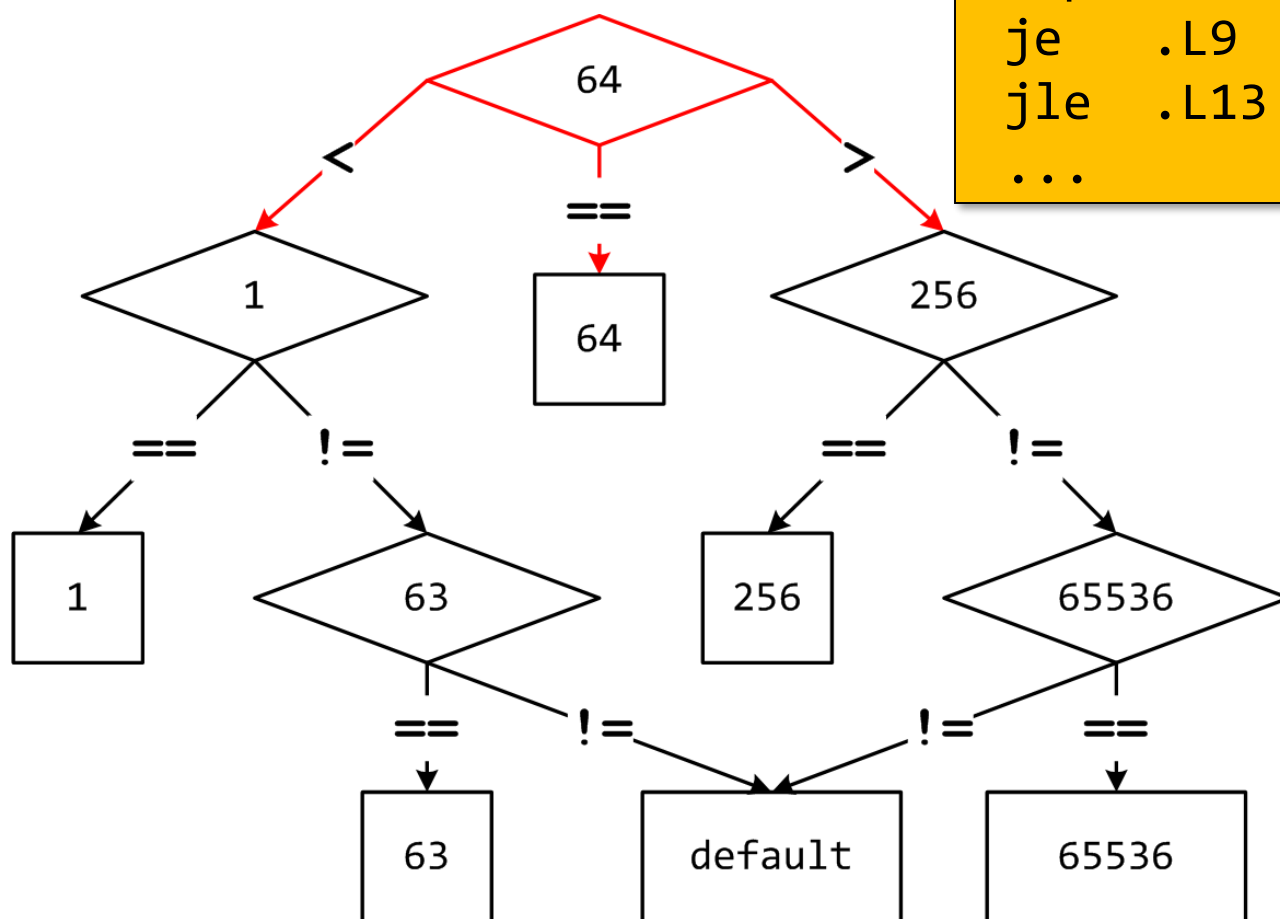 je .L9
jle .L13
...
64
< == >
1 64 256
== != == !=
1 63 256 65536
== != != ==
63 default 65536